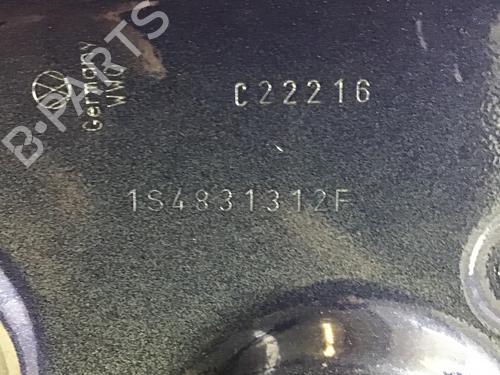 B-PARTS
Germany
VWO
C22216
1S4831312F